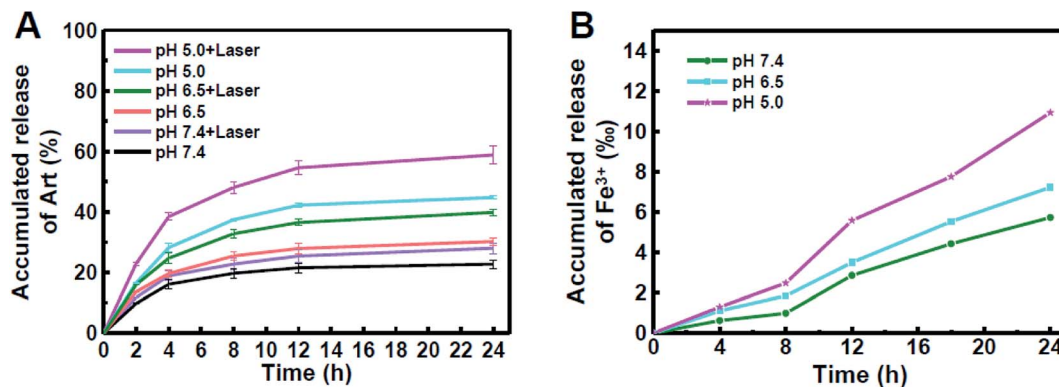 A
Accumulated release
of Art (%)
100
80
60
40
20
0
pH 5.0+Laser
pH 5.0
pH 6.5+Laser
pH 6.5
pH 7.4+Laser
pH 7.4
0 2 4 6 8 10 12 14 16 18 20 22 24
Time (h)
B
Accumulated release
of Fe³⁺ (‰)
14
12
10
8
6
4
2
0
pH 7.4
pH 6.5
pH 5.0
0 4 8 12 16 20 24
Time (h)